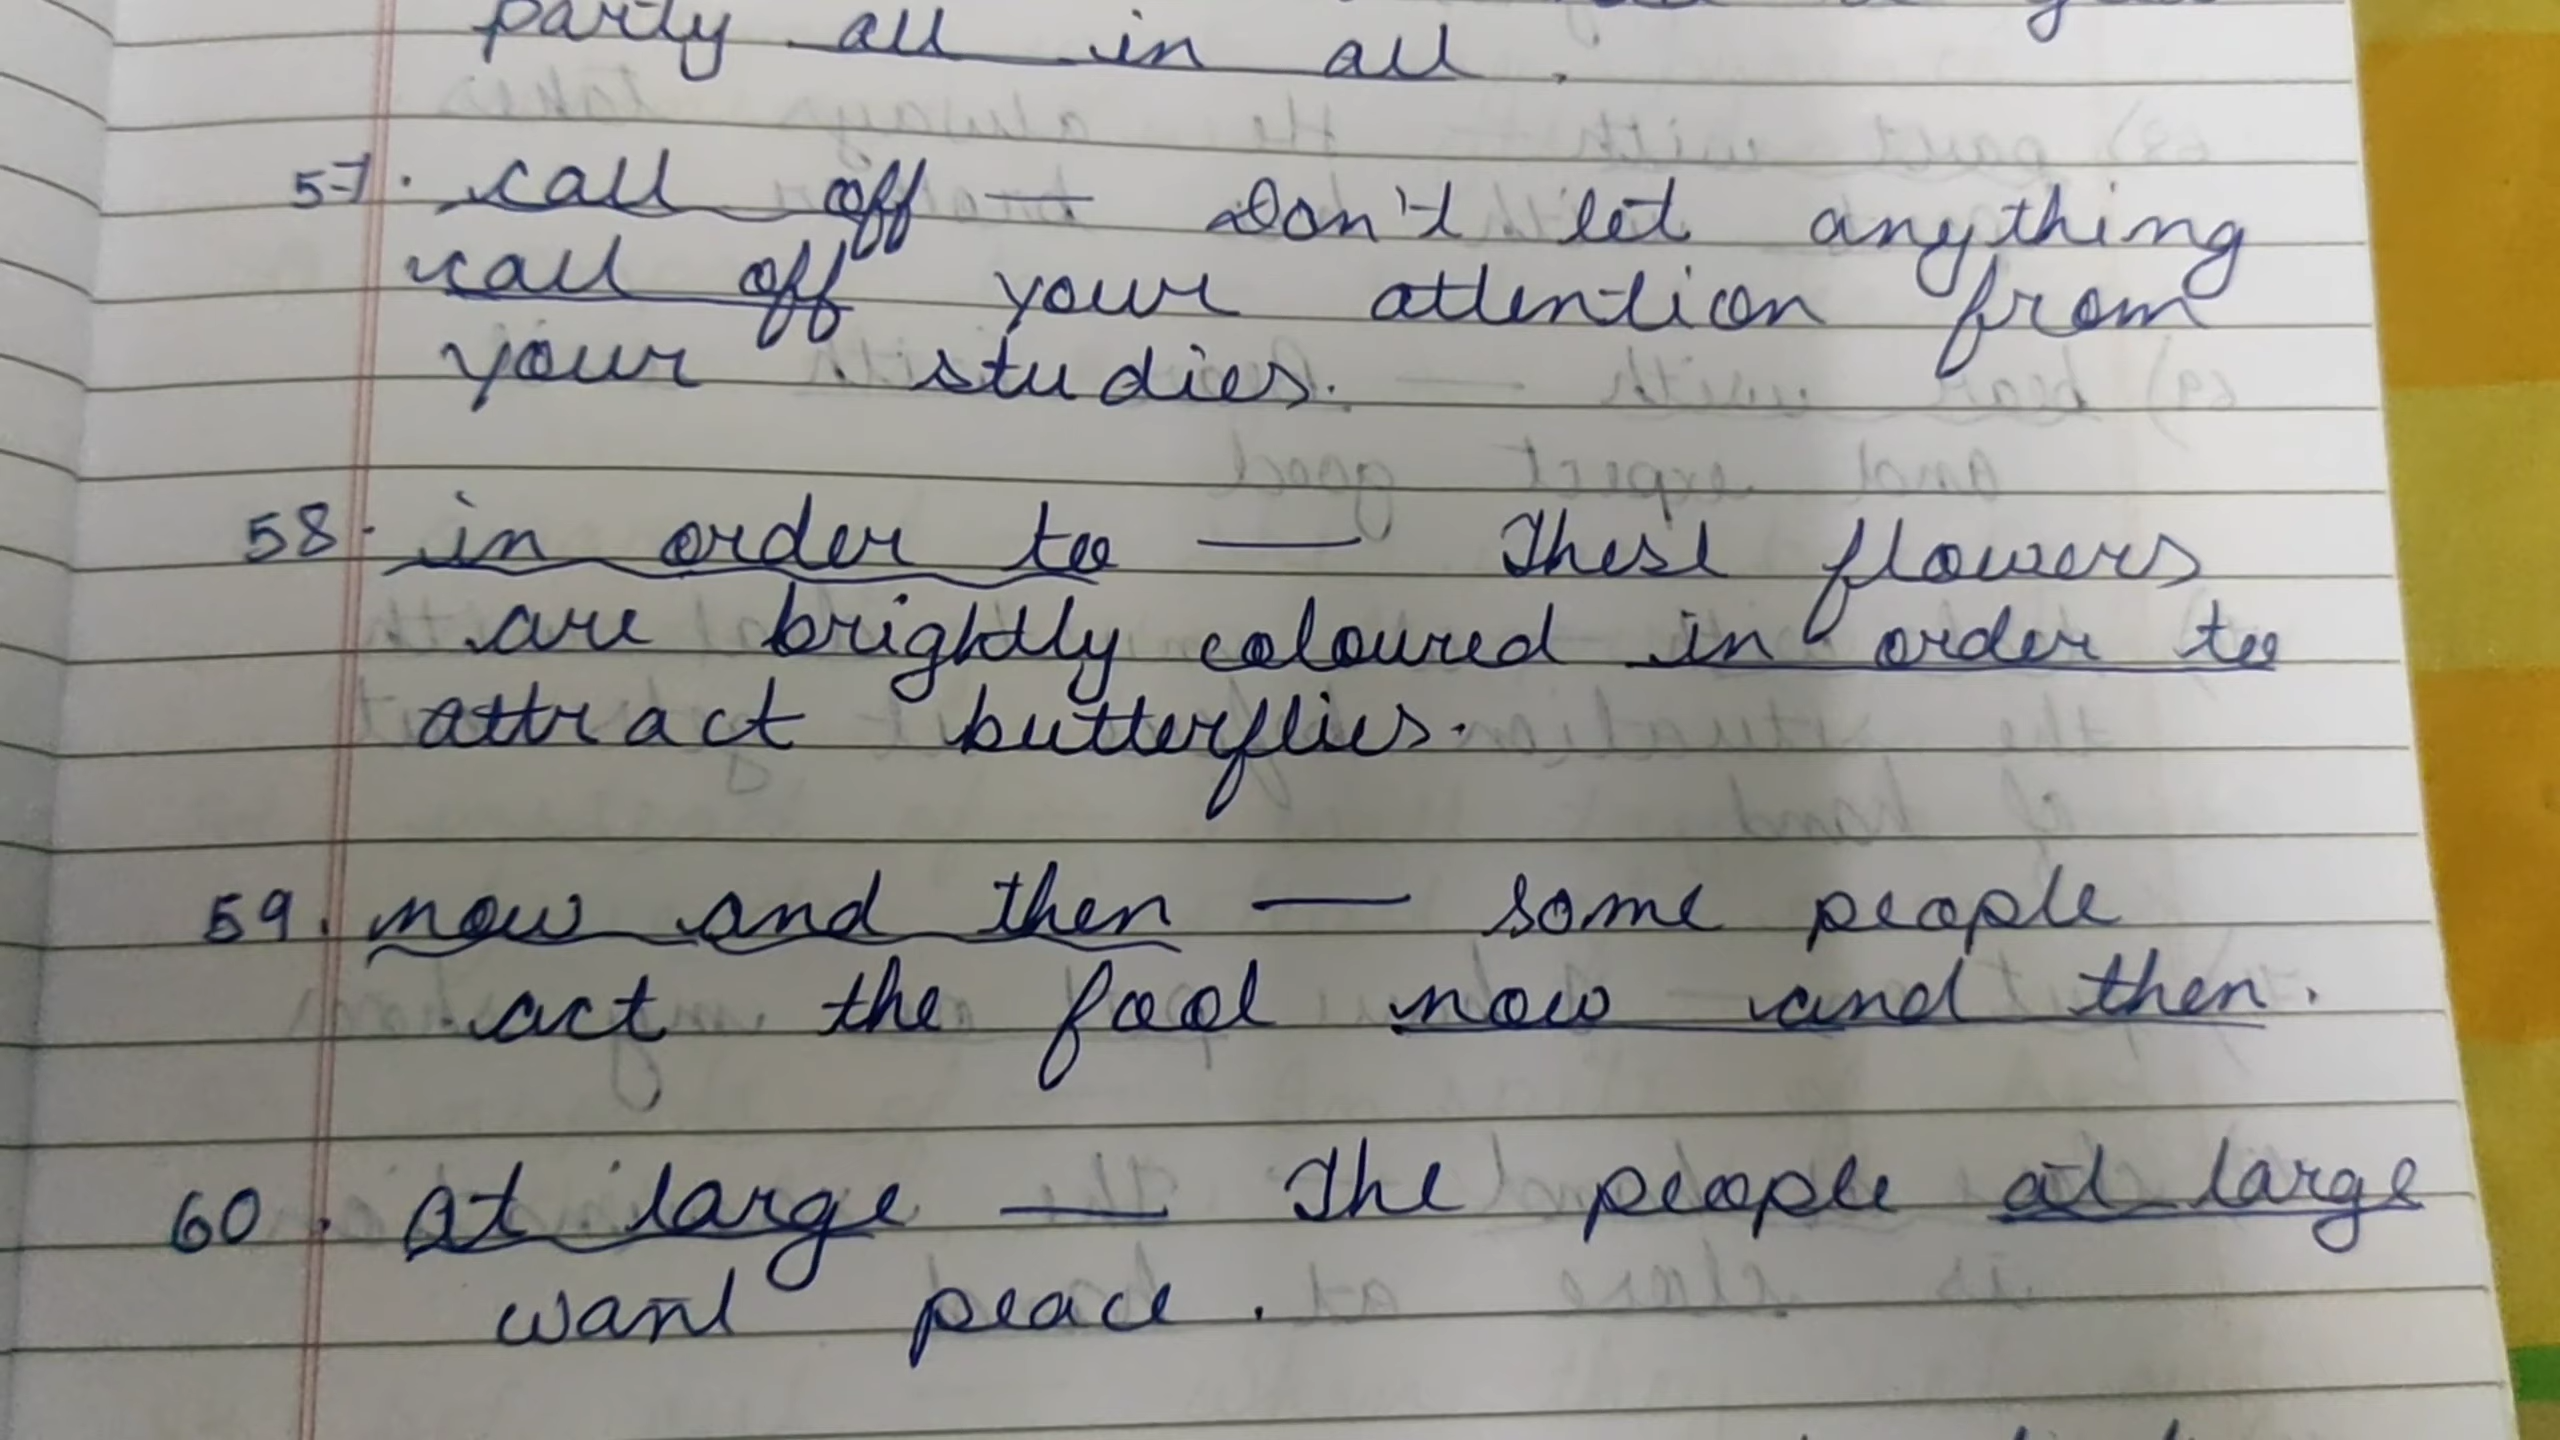 party all in all.
57. call off — Don't let anything
call off your attention from
your studies.
58. in order to — These flowers
are brightly coloured in order to
attract butterflies.
59. now and then — some people
act the fool now and then.
60. At large — The people at large
want peace.